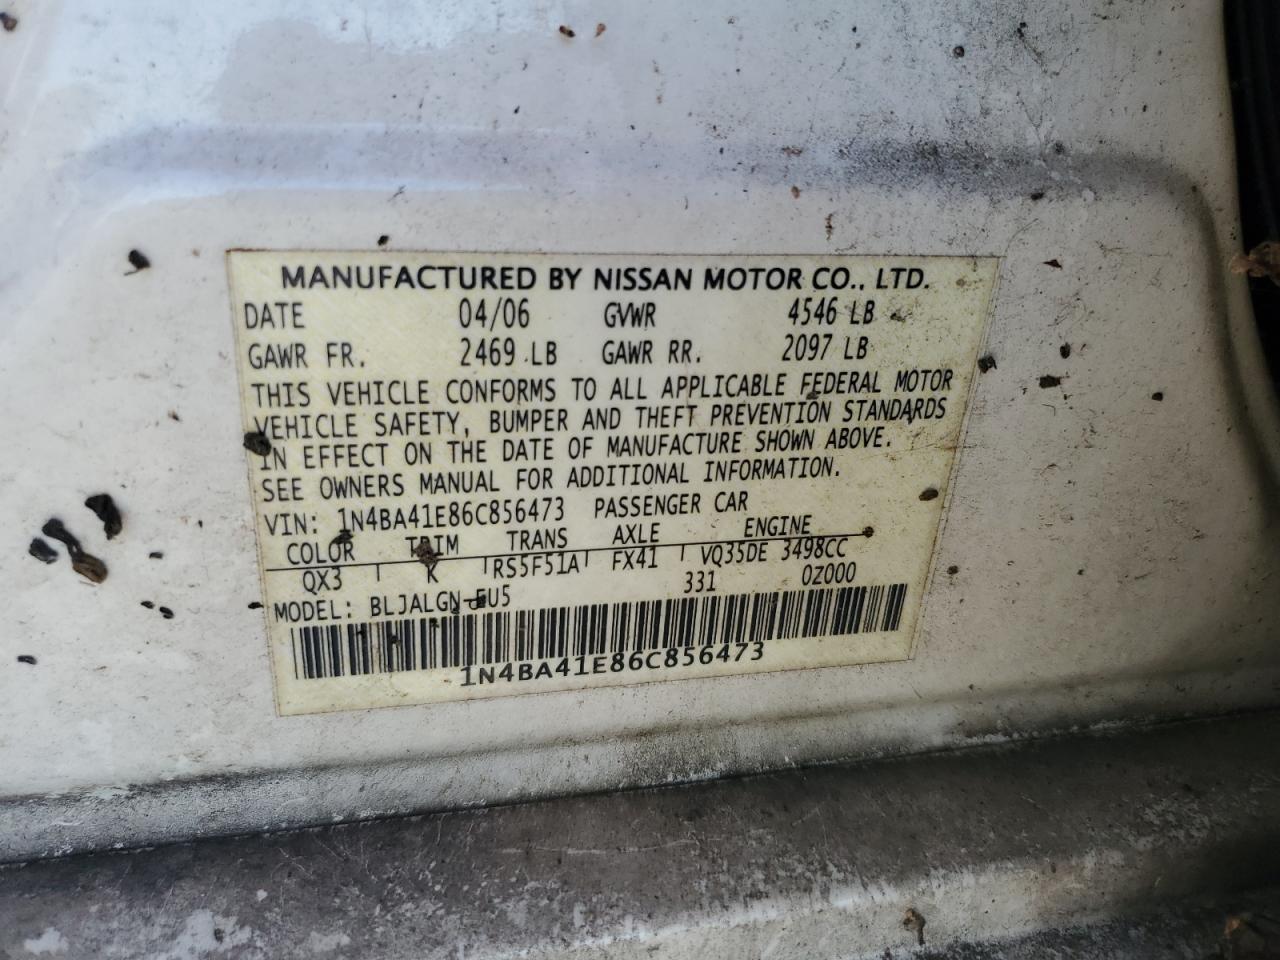 MANUFACTURED BY NISSAN MOTOR CO., LTD.
DATE 04/06 GVWR 4546 LB
GAWR FR. 2469 LB GAWR RR. 2097 LB
THIS VEHICLE CONFORMS TO ALL APPLICABLE FEDERAL MOTOR
VEHICLE SAFETY, BUMPER AND THEFT PREVENTION STANDARDS
IN EFFECT ON THE DATE OF MANUFACTURE SHOWN ABOVE.
SEE OWNERS MANUAL FOR ADDITIONAL INFORMATION.
VIN: 1N4BA41E86C856473 PASSENGER CAR
COLOR TRIM TRANS AXLE ENGINE
QX3 K RS5F51A FX41 VQ35DE 3498CC
MODEL: BLJALGN-EU5 331 0Z000
1N4BA41E86C856473